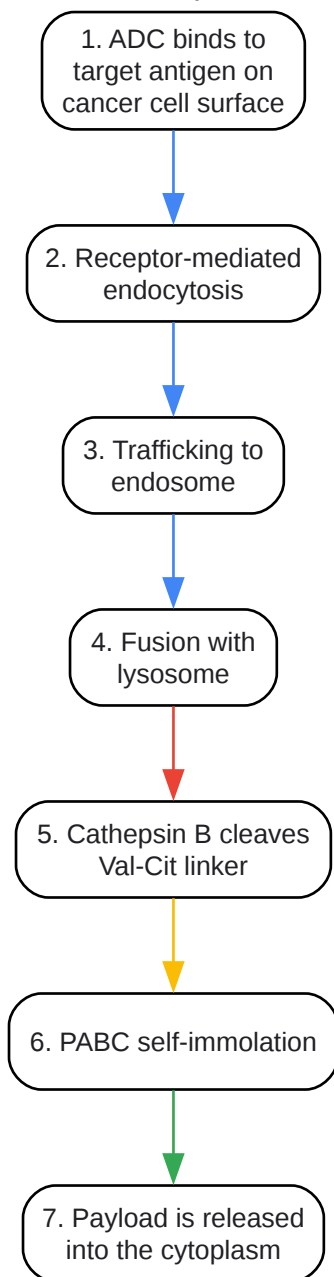 1. ADC binds to
target antigen on
cancer cell surface
2. Receptor-mediated
endocytosis
3. Trafficking to
endosome
4. Fusion with
lysosome
5. Cathepsin B cleaves
Val-Cit linker
6. PABC self-immolation
7. Payload is released
into the cytoplasm